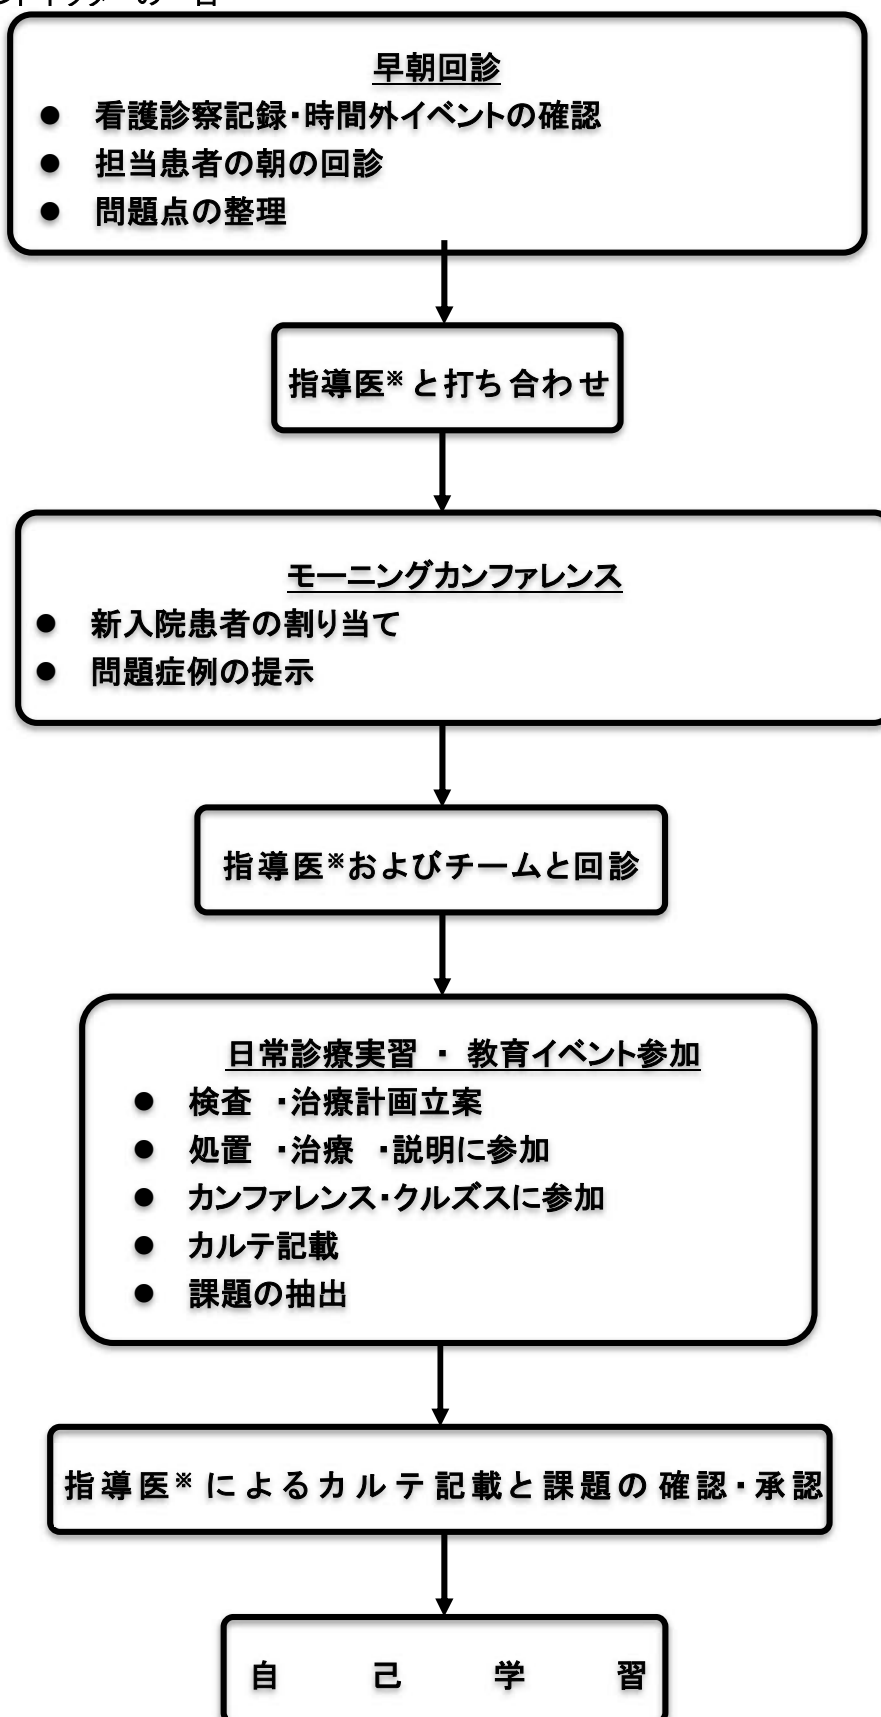 早朝回診
● 看護診察記録・時間外イベントの確認
● 担当患者の朝の回診
● 問題点の整理
指導医※と打ち合わせ
モーニングカンファレンス
● 新入院患者の割り当て
● 問題症例の提示
指導医※およびチームと回診
日常診療実習 ・ 教育イベント参加
● 検査 ・治療計画立案
● 処置 ・治療 ・説明に参加
● カンファレンス・クルズスに参加
● カルテ記載
● 課題の抽出
指導医※によるカルテ記載と課題の確認・承認
自己学習